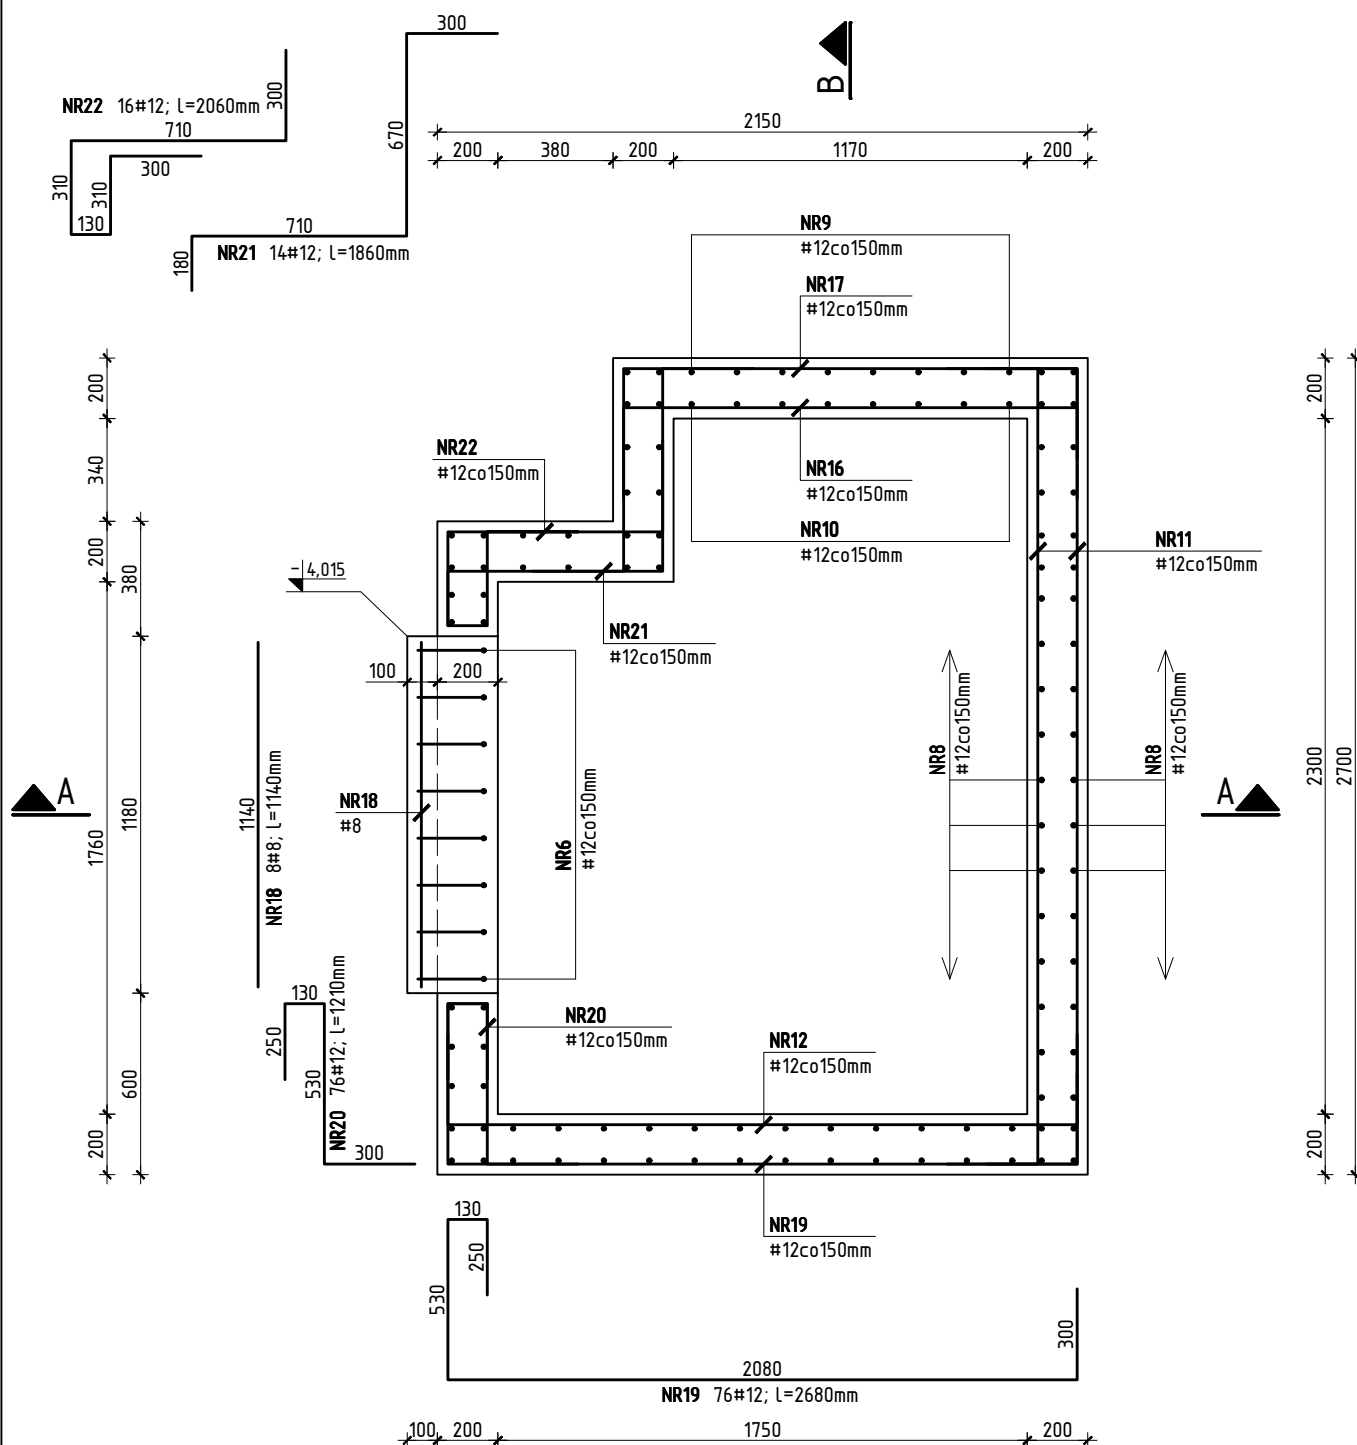 300
NR22 16#12; l=2060mm
300
710
670
300
310
310
130
710
180
NR21 14#12; l=1860mm
B
2150
200 380 200 1170 200
NR9
#12co150mm
NR17
#12co150mm
200
340
200
380
NR22
#12co150mm
NR16
#12co150mm
NR10
#12co150mm
NR11
#12co150mm
200
- 4,015
NR21
#12co150mm
100 200
NR8
#12co150mm
NR8
#12co150mm
A
1760
1180
1140
NR18 8#8; l=1140mm
NR18
#8
NR6
#12co150mm
A
2300
2700
130
250
530
NR20 76#12; l=1210mm
300
NR20
#12co150mm
NR12
#12co150mm
600
200
200
130
250
530
NR19
#12co150mm
300
2080
NR19 76#12; l=2680mm
100 200 1750 200